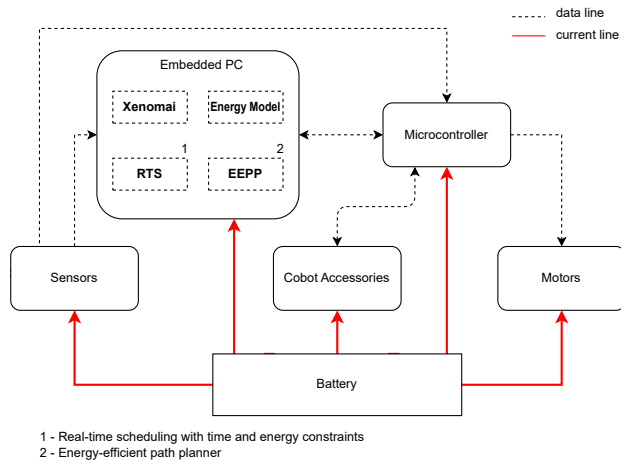 data line
current line
Embedded PC
Xenomai
Energy Model
Microcontroller
1
2
RTS
EEPP
Sensors
Cobot Accessories
Motors
Battery
1 - Real-time scheduling with time and energy constraints
2 - Energy-efficient path planner